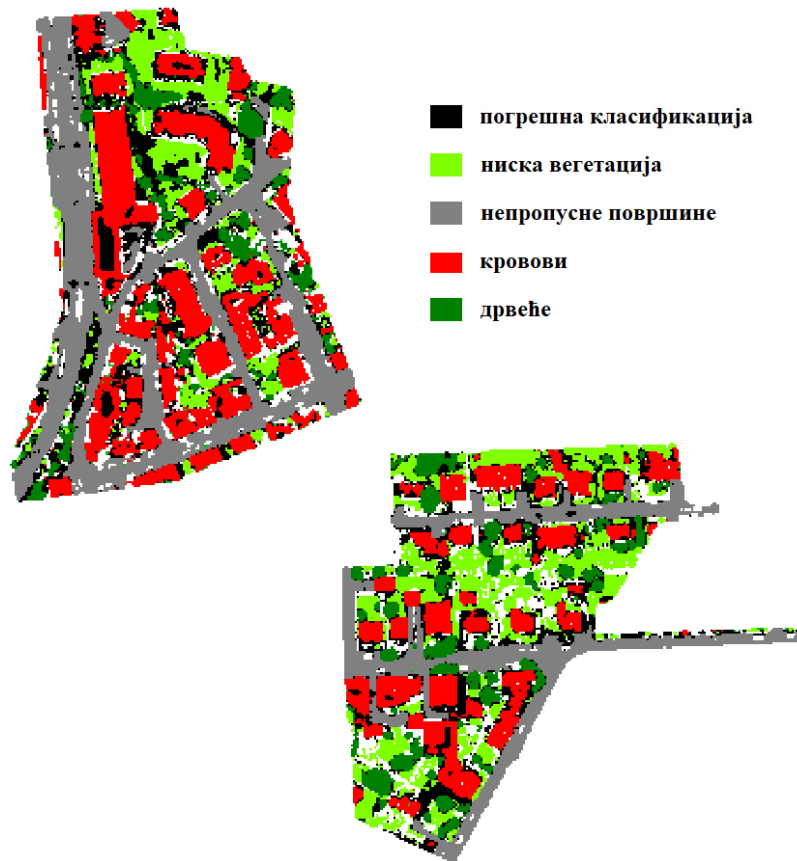 погрешна класификација
ниска вегетација
непропусне површине
кровови
дрвеће